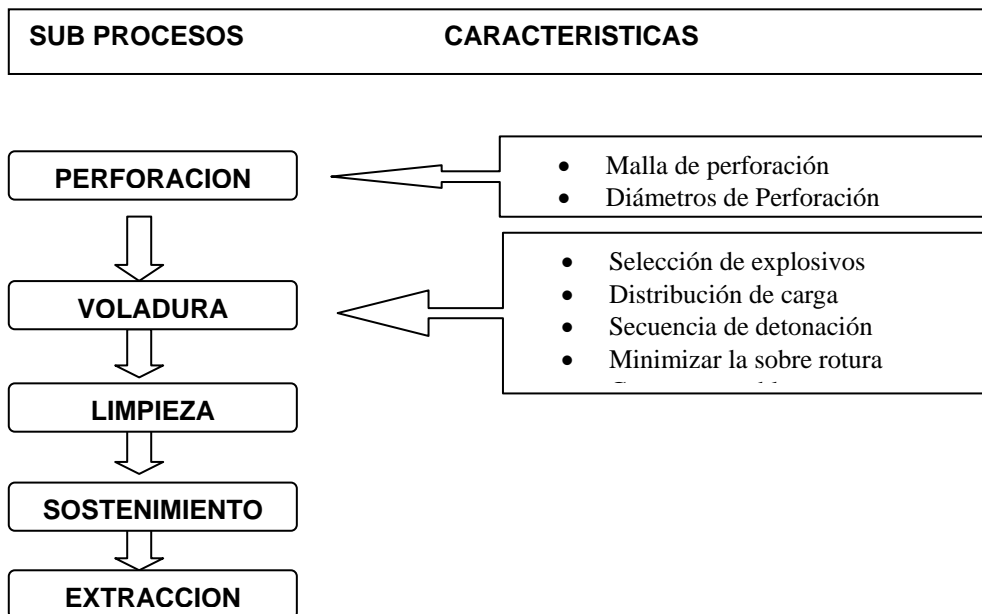 SUB PROCESOS CARACTERISTICAS
PERFORACION
• Malla de perforación
• Diámetros de Perforación
VOLADURA
• Selección de explosivos
• Distribución de carga
• Secuencia de detonación
• Minimizar la sobre rotura
LIMPIEZA
SOSTENIMIENTO
EXTRACCION